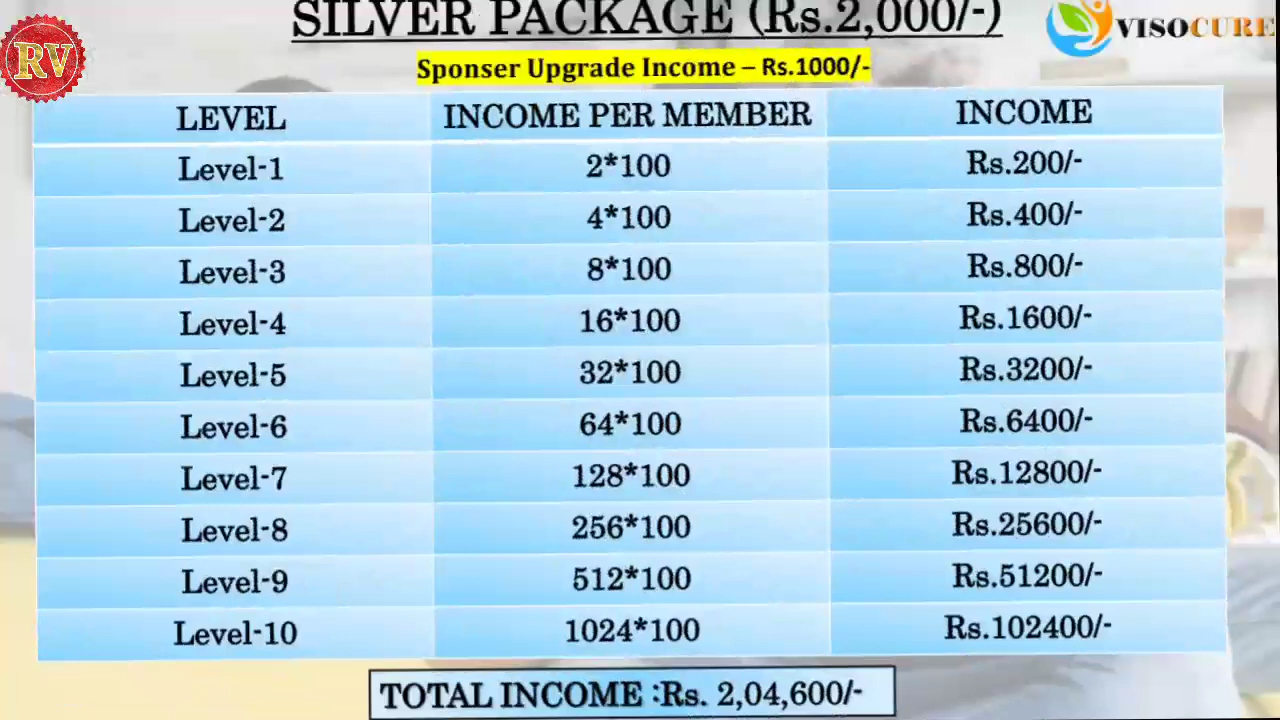 SILVER PACKAGE (Rs.2,000/-)
VISOCURE
RV
Sponser Upgrade Income – Rs.1000/-
LEVEL INCOME PER MEMBER INCOME
Level-1 2*100 Rs.200/-
Level-2 4*100 Rs.400/-
Level-3 8*100 Rs.800/-
Level-4 16*100 Rs.1600/-
Level-5 32*100 Rs.3200/-
Level-6 64*100 Rs.6400/-
Level-7 128*100 Rs.12800/-
Level-8 256*100 Rs.25600/-
Level-9 512*100 Rs.51200/-
Level-10 1024*100 Rs.102400/-
TOTAL INCOME :Rs. 2,04,600/-